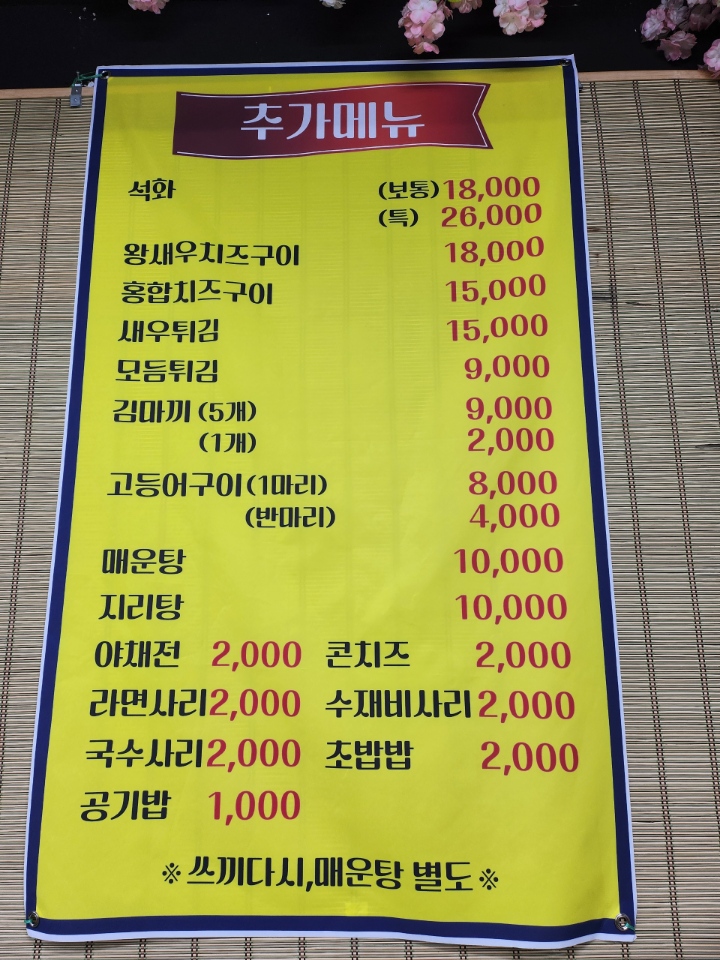 추가메뉴
석화 (보통) 18,000
(특) 26,000
왕새우치즈구이 18,000
홍합치즈구이 15,000
새우튀김 15,000
모듬튀김 9,000
김마끼 (5개) 9,000
(1개) 2,000
고등어구이(1마리) 8,000
(반마리) 4,000
매운탕 10,000
지리탕 10,000
야채전 2,000 콘치즈 2,000
라면사리 2,000 수재비사리 2,000
국수사리 2,000 초밥밥 2,000
공기밥 1,000
※ 쓰끼다시,매운탕 별도 ※